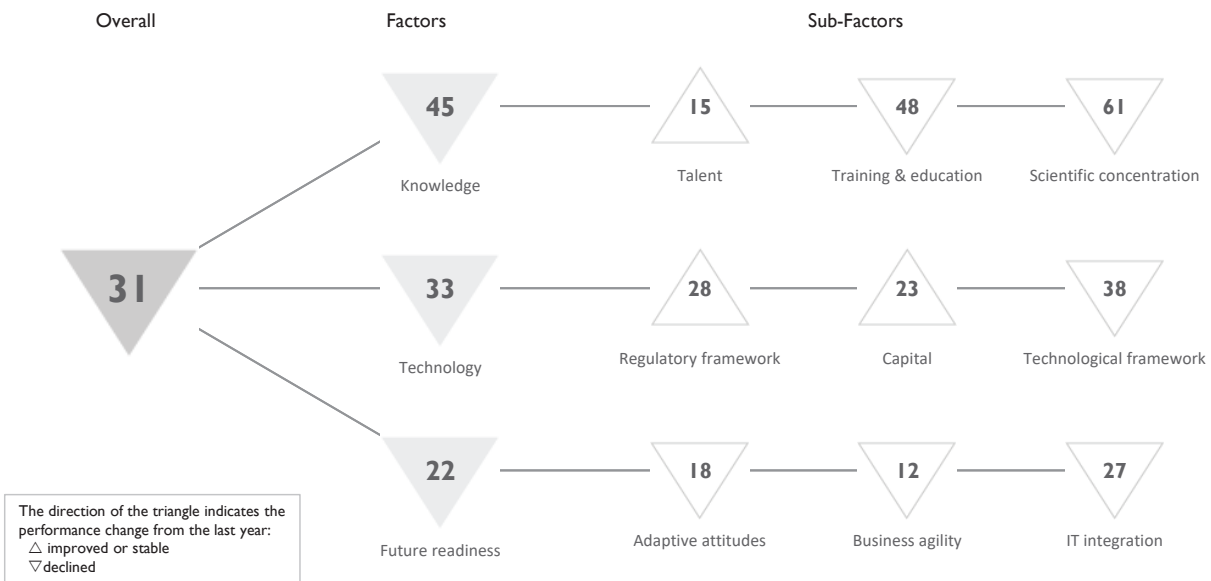 Overall
Factors
Sub-Factors
45
15
48
61
Knowledge
Talent
Training & education
Scientific concentration
31
33
28
23
38
Technology
Regulatory framework
Capital
Technological framework
22
18
12
27
Future readiness
Adaptive attitudes
Business agility
IT integration
The direction of the triangle indicates the
performance change from the last year:
△ improved or stable
▽ declined